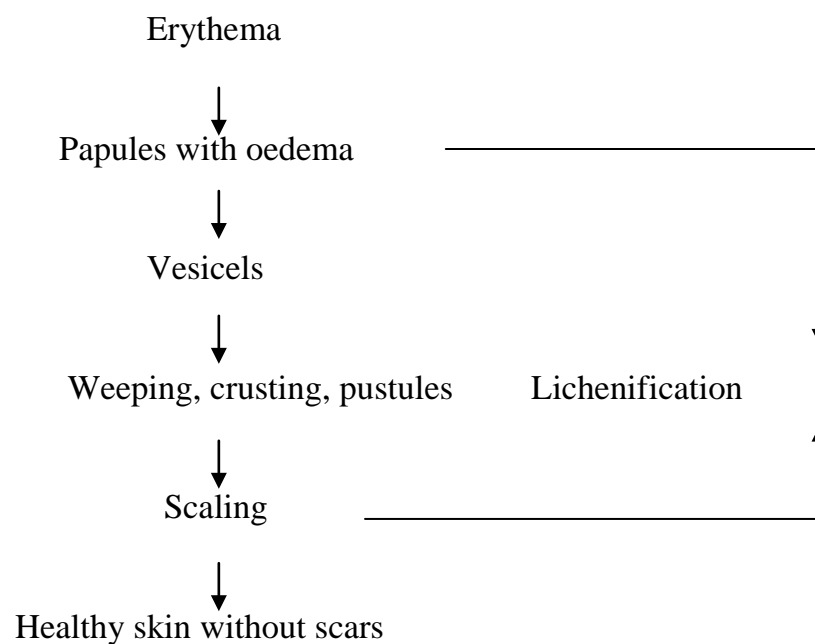 Erythema
Papules with oedema
Vesicels
Weeping, crusting, pustules Lichenification
Scaling
Healthy skin without scars